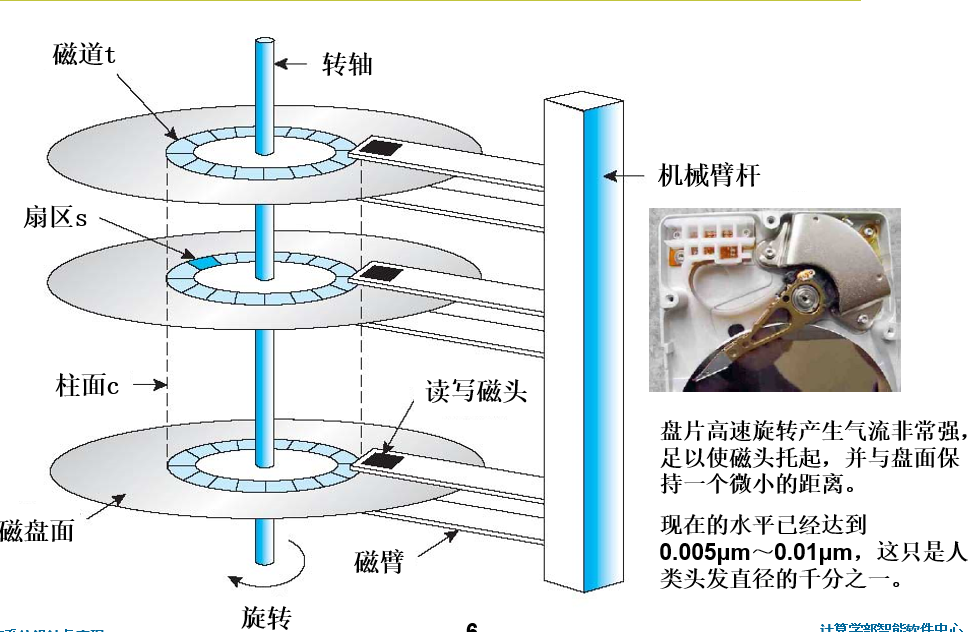 磁道t
转轴
机械臂杆
扇区s
柱面c
读写磁头
磁盘面
磁臂
旋转
盘片高速旋转产生气流非常强，
足以使磁头托起，并与盘面保
持一个微小的距离。
现在的水平已经达到
0.005μm～0.01μm，这只是人
类头发直径的千分之一。
6
计算学部智能软件中心